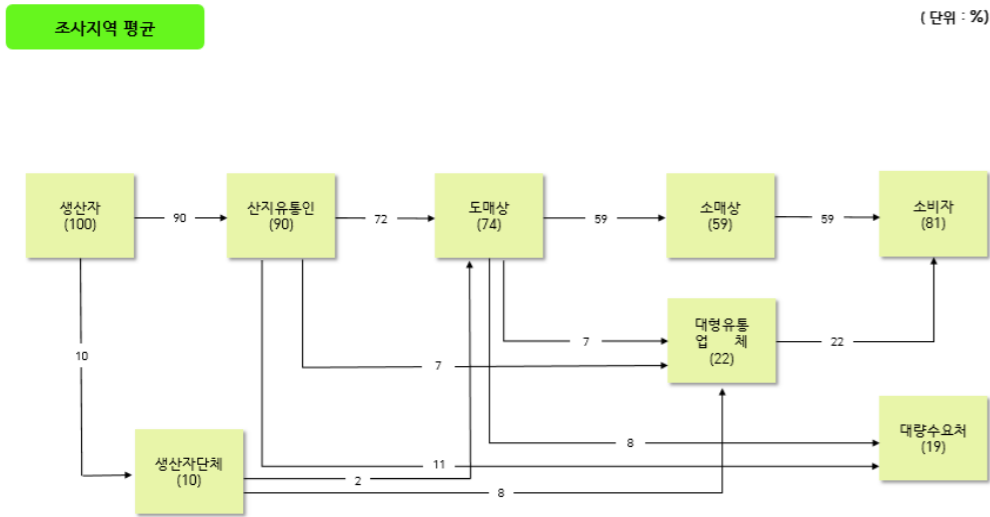 조사지역 평균
( 단위 : %)
생산자
(100)
90
산지유통인
(90)
72
도매상
(74)
59
소매상
(59)
59
소비자
(81)
10
7
7
대형유통
업 체
(22)
22
생산자단체
(10)
2
8
11
8
대량수요처
(19)